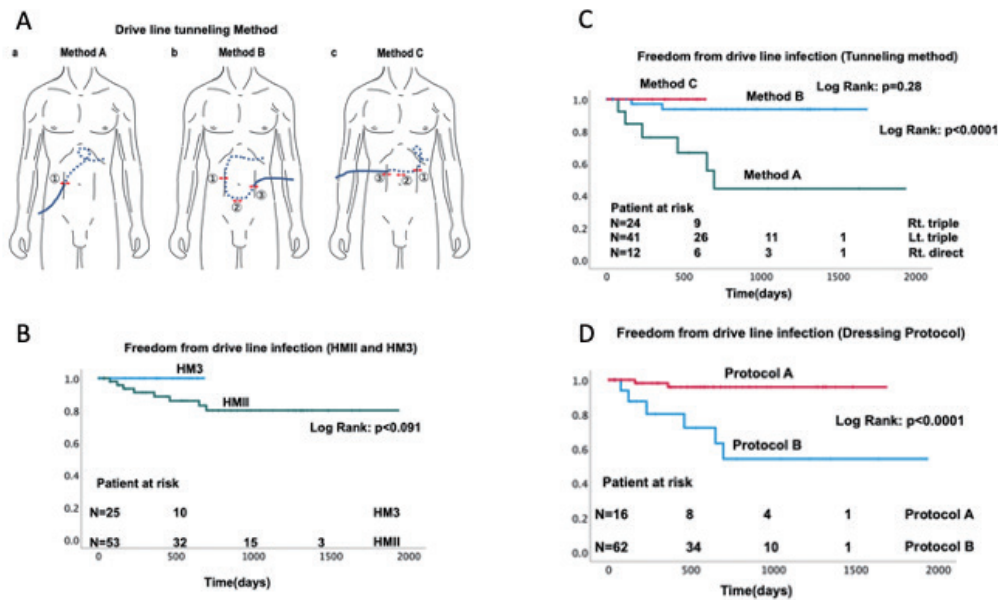 A
Drive line tunneling Method
a Method A b Method B c Method C
①
①
②
③
③ ② ①
B
Freedom from drive line infection (HMII and HM3)
HM3
1.0
HMII
0.8
Log Rank: p<0.091
0.6
0.4
Patient at risk
0.2
N=25 10 HM3
0.0
N=53 32 15 3 HMII
0 500 1000 1500 2000
Time(days)
C
Freedom from drive line infection (Tunneling method)
Method C
Log Rank: p=0.28
1.0
Method B
0.8
Log Rank: p<0.0001
0.6
Method A
0.4
Patient at risk
N=24 9 Rt. triple
0.2
N=41 26 11 1 Lt. triple
N=12 6 3 1 Rt. direct
0.0
0 500 1000 1500 2000
Time(days)
D
Freedom from drive line infection (Dressing Protocol)
Protocol A
1.0
0.8
Log Rank: p<0.0001
Protocol B
0.6
Patient at risk
0.4
N=16 8 4 1 Protocol A
0.2
N=62 34 10 1 Protocol B
0.0
0 500 1000 1500 2000
Time(days)